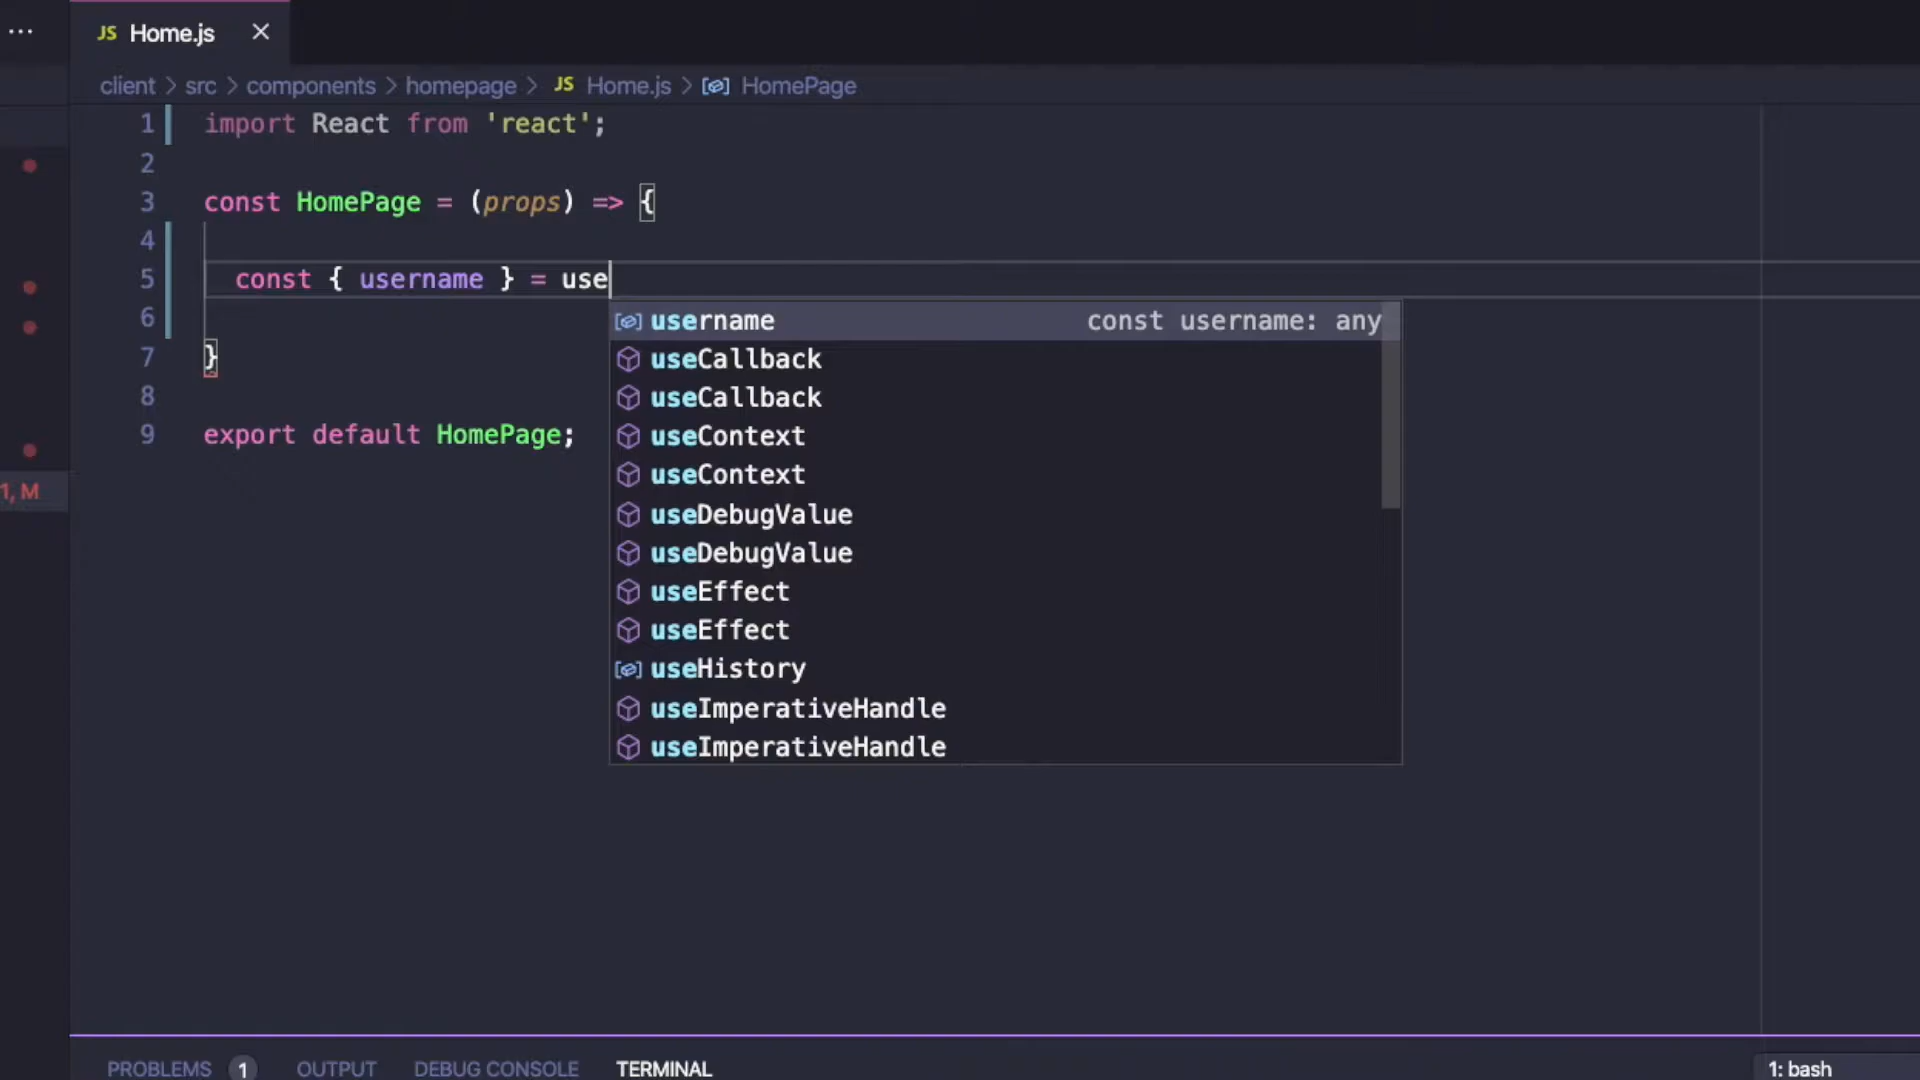 ··· JS Home.js ×
client > src > components > homepage > JS Home.js > HomePage
1 import React from 'react';
2
3 const HomePage = (props) => {
4
5 const { username } = use
6
7 }
8
9 export default HomePage;
username const username: any
useCallback
useCallback
useContext
useContext
useDebugValue
useDebugValue
useEffect
useEffect
useHistory
useImperativeHandle
useImperativeHandle
1, M
PROBLEMS 1 OUTPUT DEBUG CONSOLE TERMINAL 1: bash